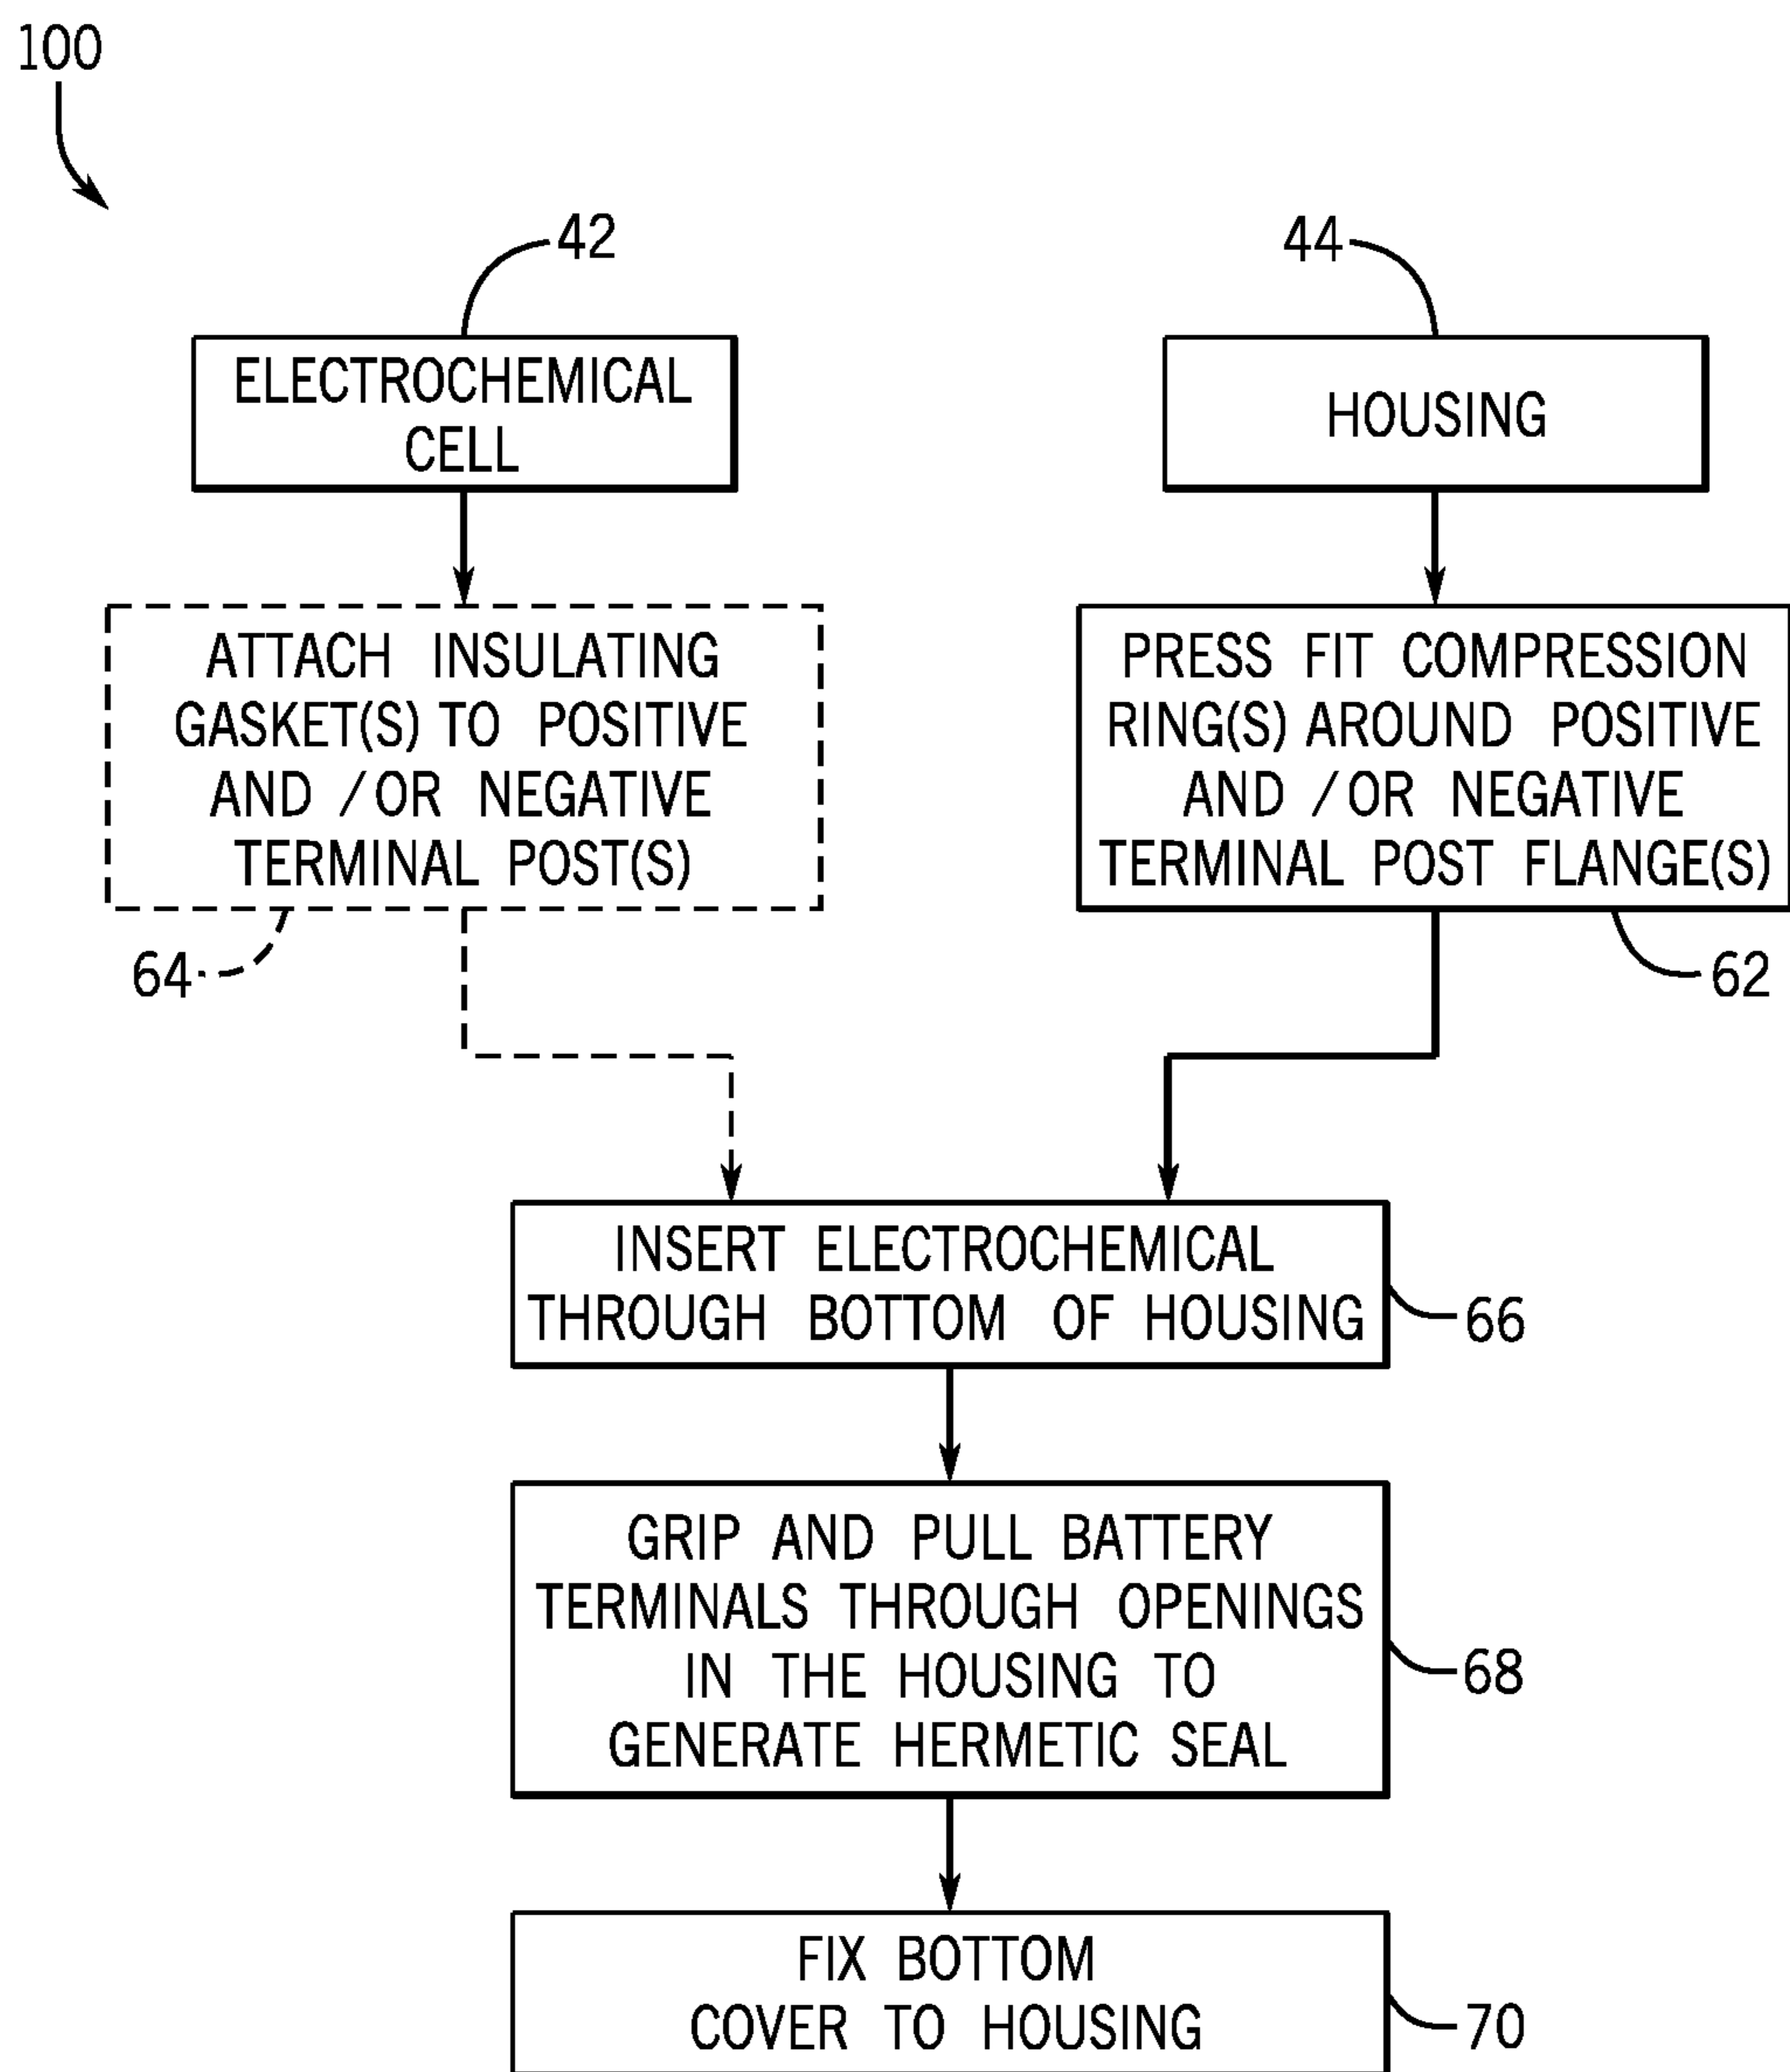 100
42
44
ELECTROCHEMICAL
CELL
HOUSING
ATTACH INSULATING
GASKET(S) TO POSITIVE
AND /OR NEGATIVE
TERMINAL POST(S)
64
PRESS FIT COMPRESSION
RING(S) AROUND POSITIVE
AND /OR NEGATIVE
TERMINAL POST FLANGE(S)
62
INSERT ELECTROCHEMICAL
THROUGH BOTTOM OF HOUSING
66
GRIP AND PULL BATTERY
TERMINALS THROUGH OPENINGS
IN THE HOUSING TO
GENERATE HERMETIC SEAL
68
FIX BOTTOM
COVER TO HOUSING
70